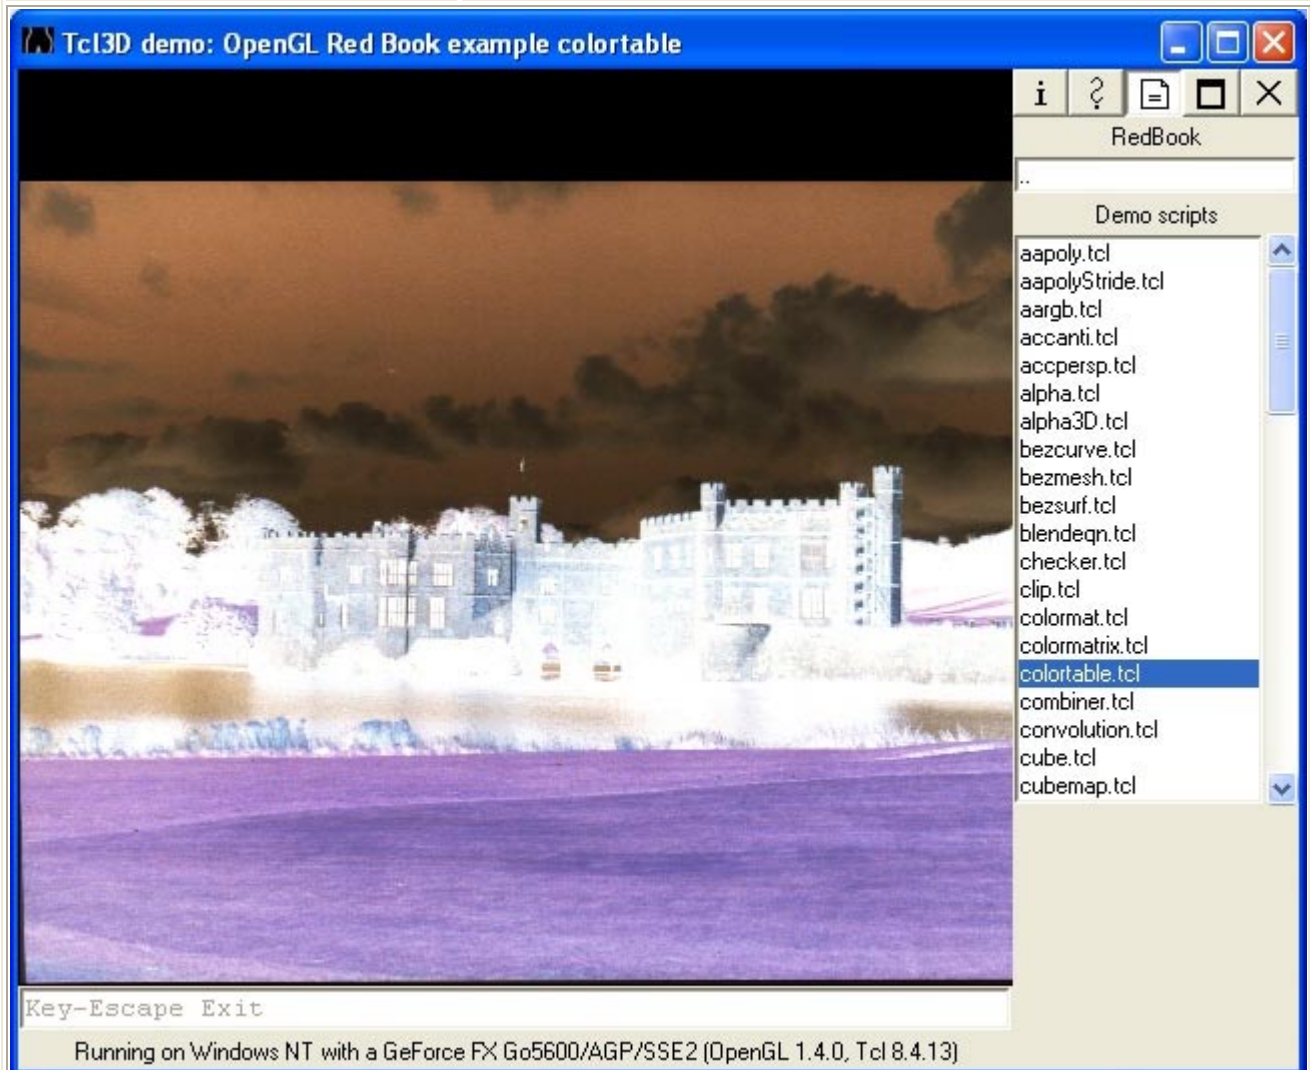 Tcl3D demo: OpenGL Red Book example colortable
i ? X
RedBook
..
Demo scripts
aapoly.tcl
aapolyStride.tcl
aargb.tcl
accanti.tcl
accpersp.tcl
alpha.tcl
alpha3D.tcl
bezcurve.tcl
bezmesh.tcl
bezsurf.tcl
blendeqn.tcl
checker.tcl
clip.tcl
colormat.tcl
colormatrix.tcl
colortable.tcl
combiner.tcl
convolution.tcl
cube.tcl
cubemap.tcl
Key-Escape Exit
Running on Windows NT with a GeForce FX Go5600/AGP/SSE2 (OpenGL 1.4.0, Tcl 8.4.13)